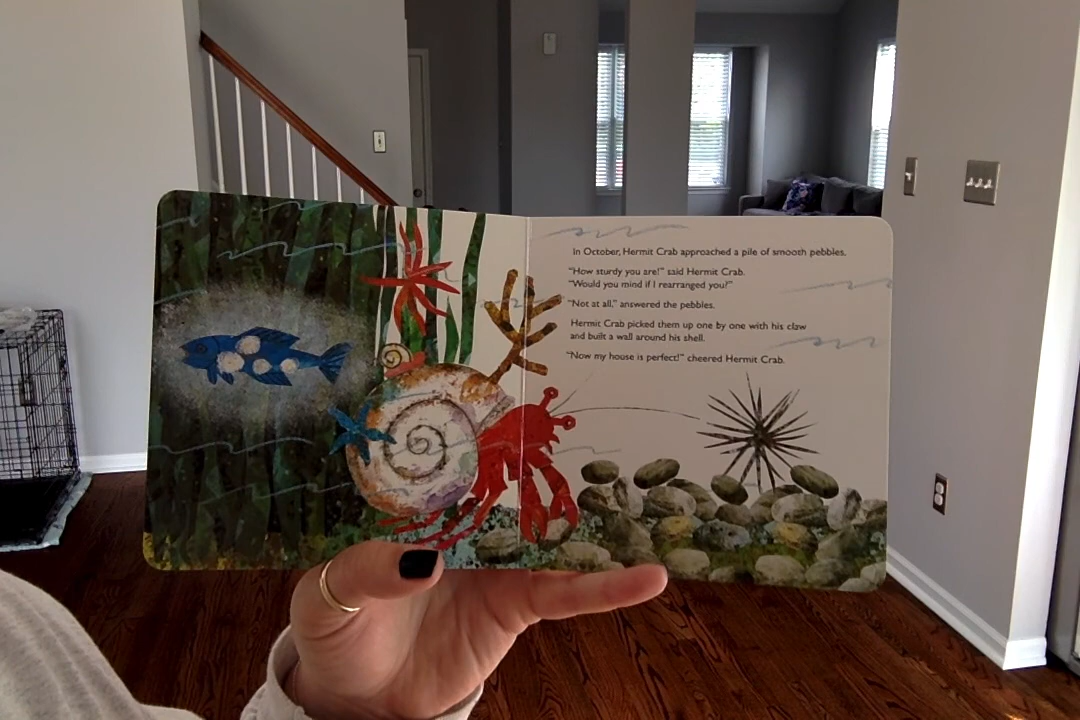 In October, Hermit Crab approached a pile of smooth pebbles.
"How sturdy you are!" said Hermit Crab.
"Would you mind if I rearranged you?"
"Not at all," answered the pebbles.
Hermit Crab picked them up one by one with his claw
and built a wall around his shell.
"Now my house is perfect!" cheered Hermit Crab.